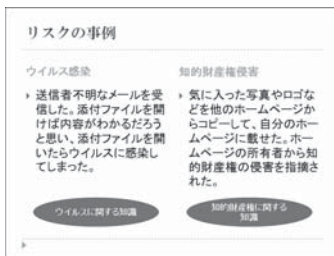 リスクの事例
ウイルス感染
送信者不明なメールを受
信した。添付ファイルを開
けば内容がわかるだろう
と思い、添付ファイルを開
いたらウイルスに感染し
てしまった。
ウイルスに関する知識
知的財産権侵害
気に入った写真やロゴな
どを他のホームページか
らコピーして、自分のホー
ムページに載せた。ホー
ムページの所有者から知
的財産権の侵害を指摘さ
れた。
知的財産権に関する
知識